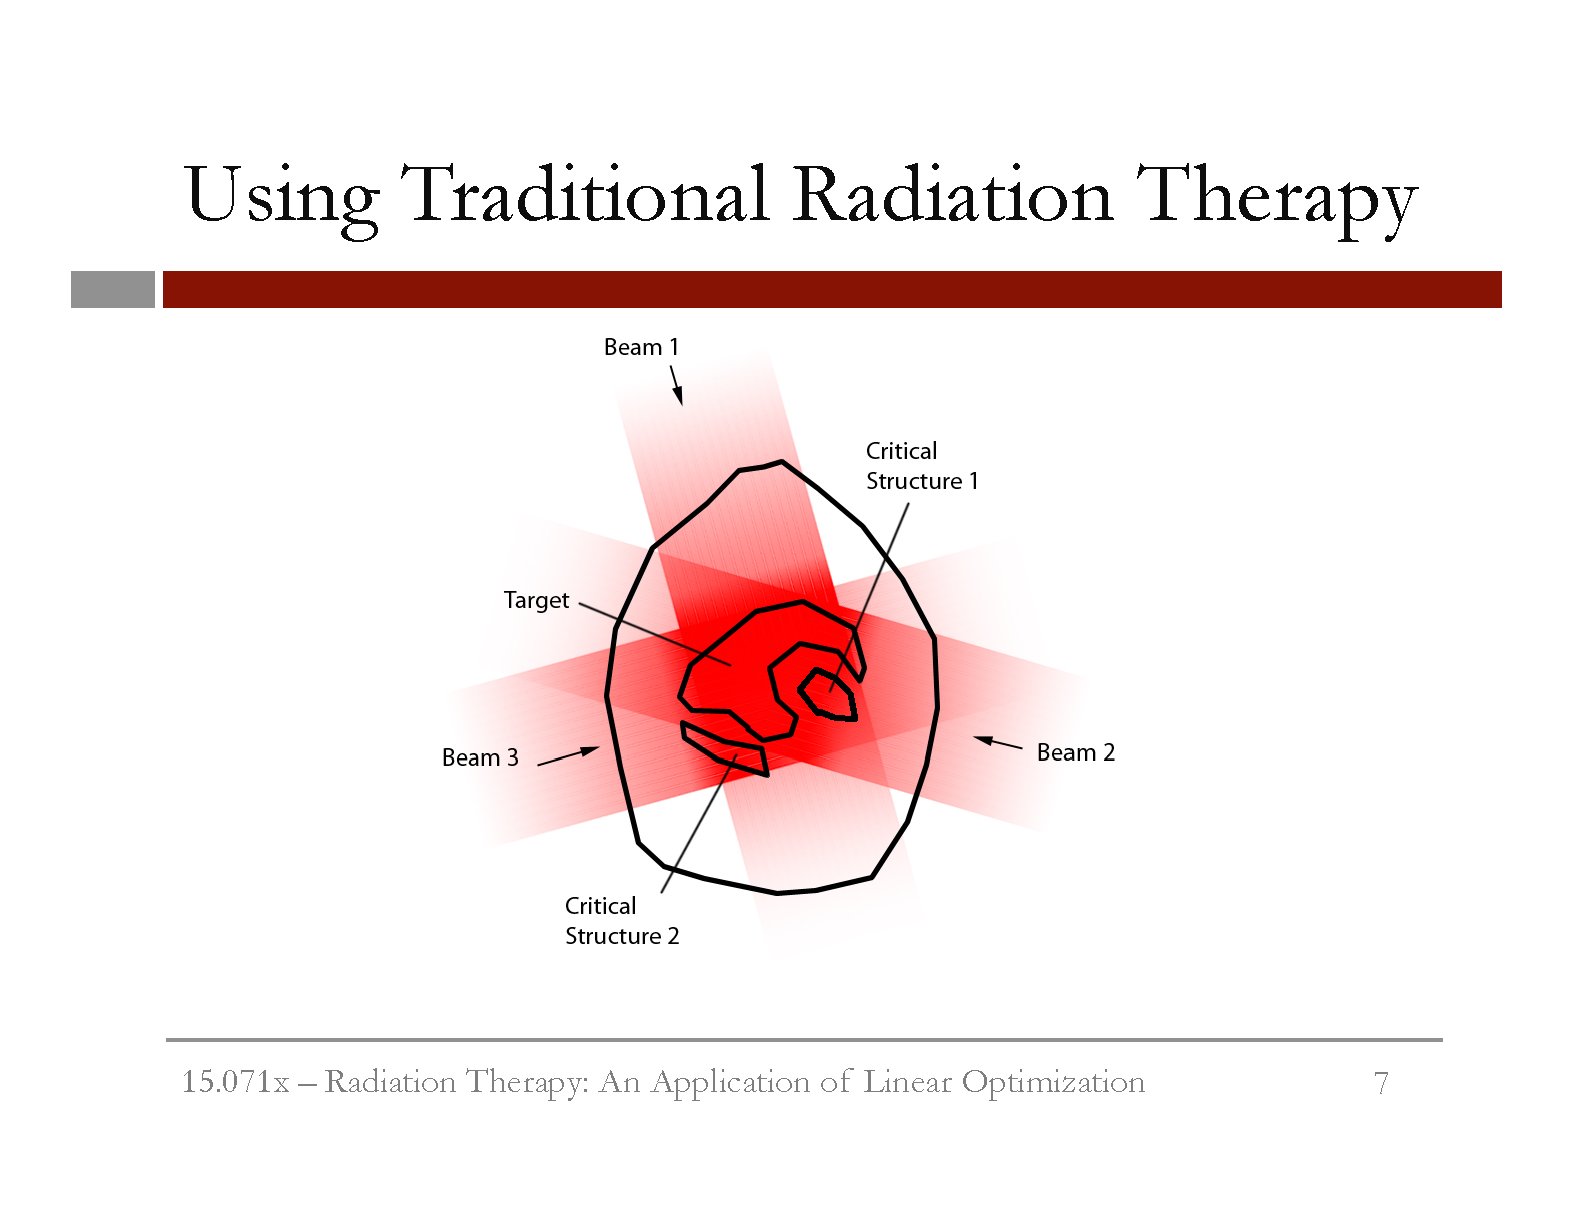 Using Traditional Radiation Therapy
Beam 1
Critical
Structure 1
Target
Beam 3
Beam 2
Critical
Structure 2
15.071x – Radiation Therapy: An Application of Linear Optimization
7